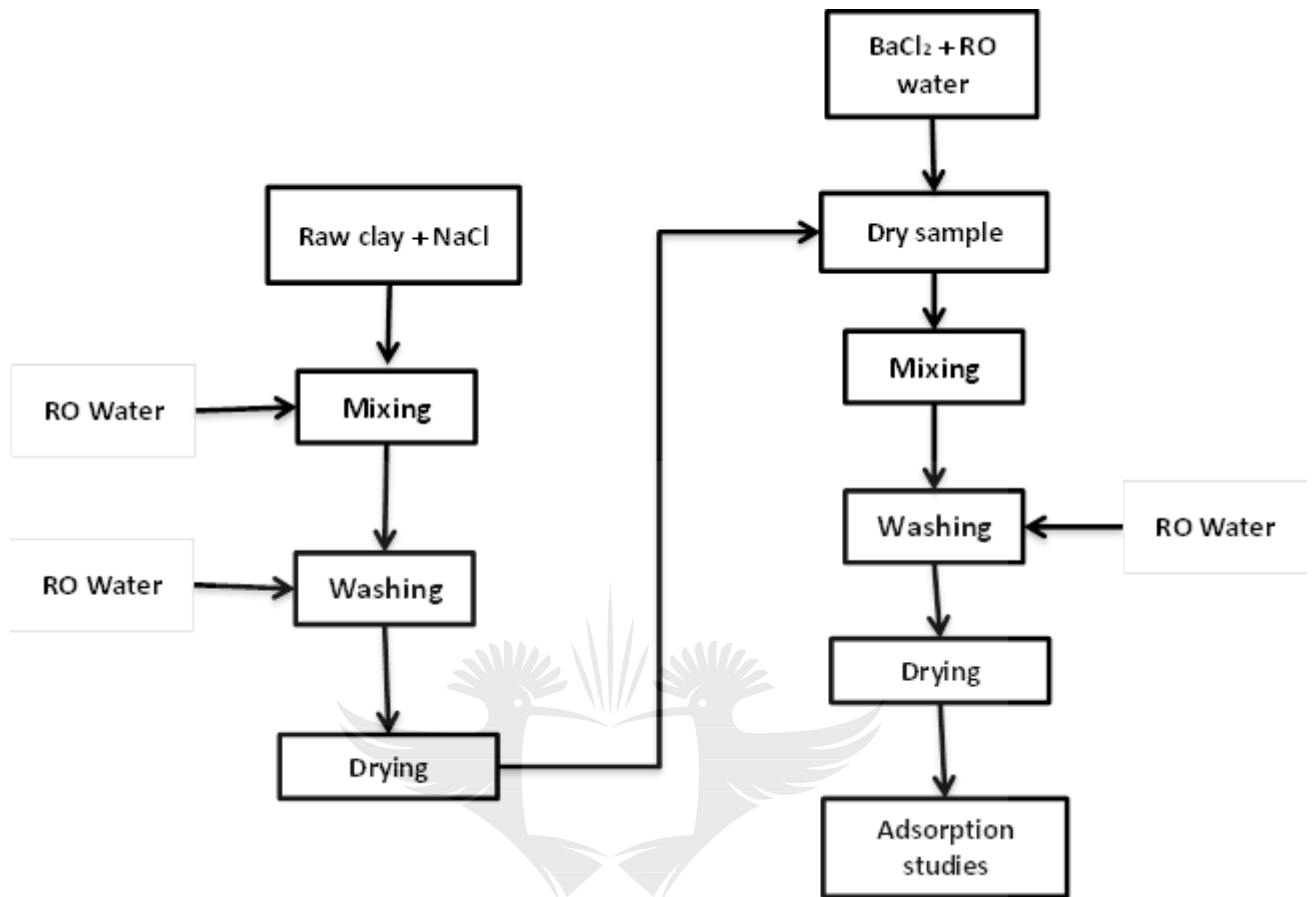 Raw clay + NaCl
RO Water
Mixing
RO Water
Washing
Drying
BaCl₂ + RO
water
Dry sample
Mixing
Washing
RO Water
Drying
Adsorption
studies